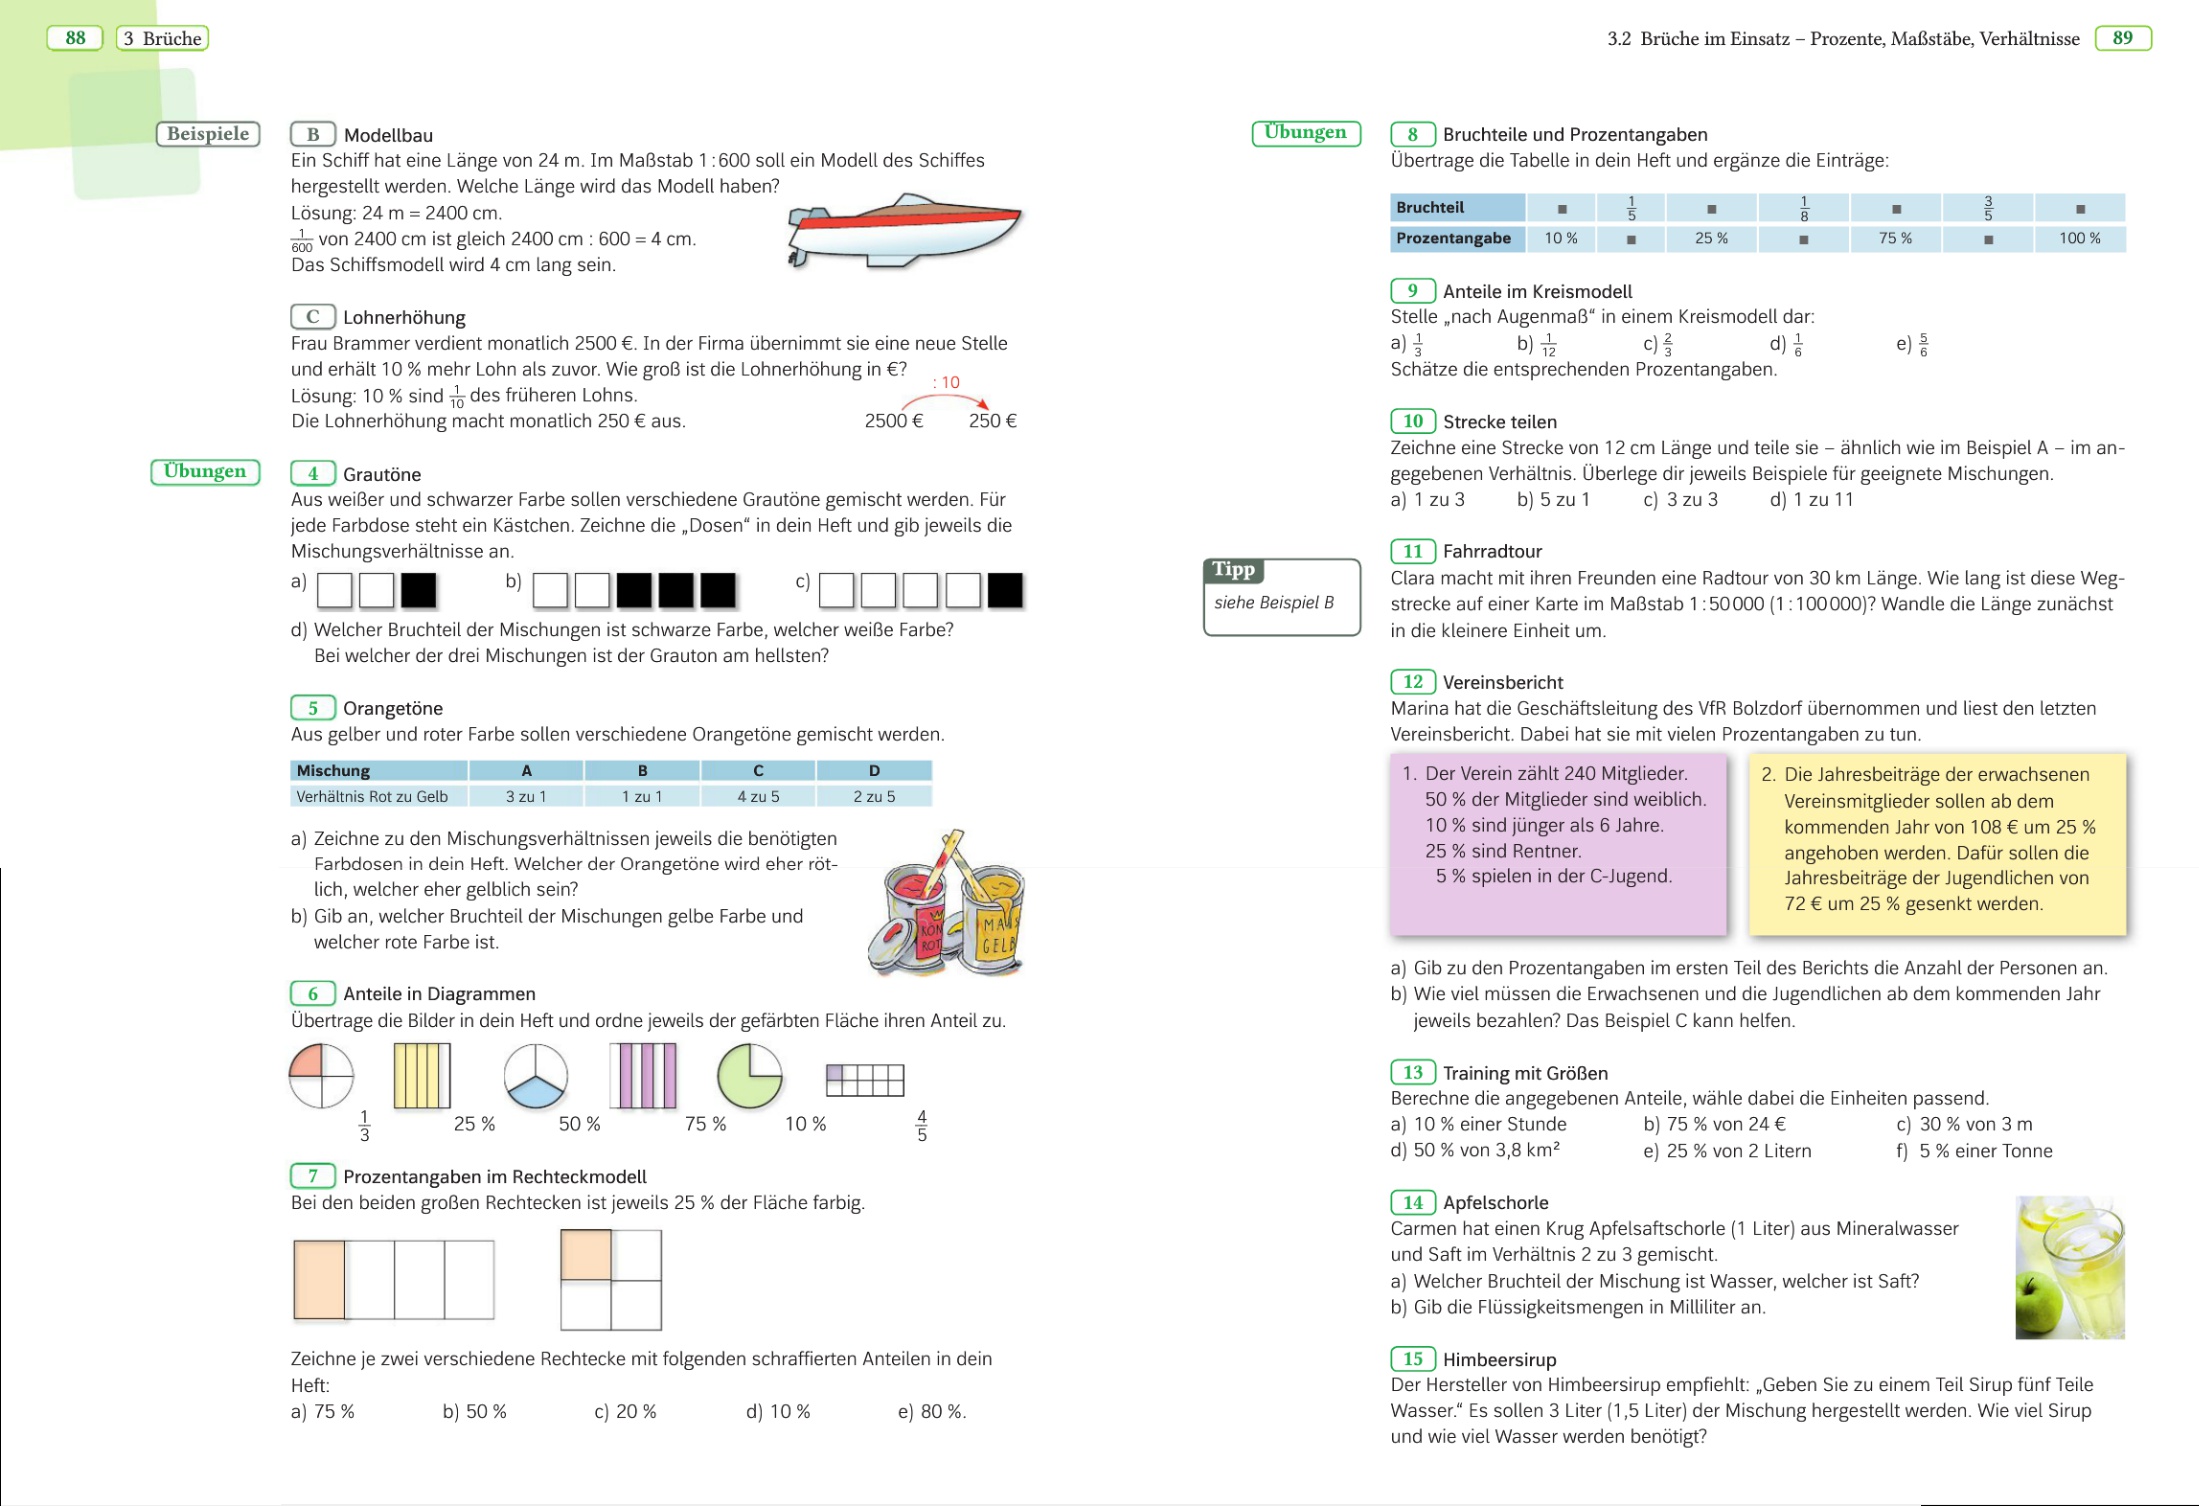 88 3 Brüche
Beispiele
B Modellbau
Ein Schiff hat eine Länge von 24 m. Im Maßstab 1:600 soll ein Modell des Schiffes
hergestellt werden. Welche Länge wird das Modell haben?
Lösung: 24 m = 2400 cm.
1/600 von 2400 cm ist gleich 2400 cm : 600 = 4 cm.
Das Schiffsmodell wird 4 cm lang sein.
C Lohnerhöhung
Frau Brammer verdient monatlich 2500 €. In der Firma übernimmt sie eine neue Stelle
und erhält 10 % mehr Lohn als zuvor. Wie groß ist die Lohnerhöhung in €?
Lösung: 10 % sind 1/10 des früheren Lohns.
Die Lohnerhöhung macht monatlich 250 € aus.
: 10
2500 € 250 €
Übungen
4 Grautöne
Aus weißer und schwarzer Farbe sollen verschiedene Grautöne gemischt werden. Für
jede Farbdose steht ein Kästchen. Zeichne die „Dosen“ in dein Heft und gib jeweils die
Mischungsverhältnisse an.
a) b) c)
d) Welcher Bruchteil der Mischungen ist schwarze Farbe, welcher weiße Farbe?
Bei welcher der drei Mischungen ist der Grauton am hellsten?
5 Orangetöne
Aus gelber und roter Farbe sollen verschiedene Orangetöne gemischt werden.
Mischung A B C D
Verhältnis Rot zu Gelb 3 zu 1 1 zu 1 4 zu 5 2 zu 5
a) Zeichne zu den Mischungsverhältnissen jeweils die benötigten
Farbdosen in dein Heft. Welcher der Orangetöne wird eher röt-
lich, welcher eher gelblich sein?
b) Gib an, welcher Bruchteil der Mischungen gelbe Farbe und
welcher rote Farbe ist.
ROT
GELB
6 Anteile in Diagrammen
Übertrage die Bilder in dein Heft und ordne jeweils der gefärbten Fläche ihren Anteil zu.
1/3 25 % 50 % 75 % 10 % 4/5
7 Prozentangaben im Rechteckmodell
Bei den beiden großen Rechtecken ist jeweils 25 % der Fläche farbig.
Zeichne je zwei verschiedene Rechtecke mit folgenden schraffierten Anteilen in dein
Heft:
a) 75 % b) 50 % c) 20 % d) 10 % e) 80 %.
3.2 Brüche im Einsatz – Prozente, Maßstäbe, Verhältnisse 89
Übungen
8 Bruchteile und Prozentangaben
Übertrage die Tabelle in dein Heft und ergänze die Einträge:
Bruchteil ■ 1/5 ■ 1/8 ■ 3/5 ■
Prozentangabe 10 % ■ 25 % ■ 75 % ■ 100 %
9 Anteile im Kreismodell
Stelle „nach Augenmaß“ in einem Kreismodell dar:
a) 1/3 b) 1/12 c) 2/3 d) 1/6 e) 5/6
Schätze die entsprechenden Prozentangaben.
10 Strecke teilen
Zeichne eine Strecke von 12 cm Länge und teile sie – ähnlich wie im Beispiel A – im an-
gegebenen Verhältnis. Überlege dir jeweils Beispiele für geeignete Mischungen.
a) 1 zu 3 b) 5 zu 1 c) 3 zu 3 d) 1 zu 11
Tipp
siehe Beispiel B
11 Fahrradtour
Clara macht mit ihren Freunden eine Radtour von 30 km Länge. Wie lang ist diese Weg-
strecke auf einer Karte im Maßstab 1:50000 (1:100000)? Wandle die Länge zunächst
in die kleinere Einheit um.
12 Vereinsbericht
Marina hat die Geschäftsleitung des VfR Bolzdorf übernommen und liest den letzten
Vereinsbericht. Dabei hat sie mit vielen Prozentangaben zu tun.
1. Der Verein zählt 240 Mitglieder.
50 % der Mitglieder sind weiblich.
10 % sind jünger als 6 Jahre.
25 % sind Rentner.
5 % spielen in der C-Jugend.
2. Die Jahresbeiträge der erwachsenen
Vereinsmitglieder sollen ab dem
kommenden Jahr von 108 € um 25 %
angehoben werden. Dafür sollen die
Jahresbeiträge der Jugendlichen von
72 € um 25 % gesenkt werden.
a) Gib zu den Prozentangaben im ersten Teil des Berichts die Anzahl der Personen an.
b) Wie viel müssen die Erwachsenen und die Jugendlichen ab dem kommenden Jahr
jeweils bezahlen? Das Beispiel C kann helfen.
13 Training mit Größen
Berechne die angegebenen Anteile, wähle dabei die Einheiten passend.
a) 10 % einer Stunde b) 75 % von 24 € c) 30 % von 3 m
d) 50 % von 3,8 km² e) 25 % von 2 Litern f) 5 % einer Tonne
14 Apfelschorle
Carmen hat einen Krug Apfelsaftschorle (1 Liter) aus Mineralwasser
und Saft im Verhältnis 2 zu 3 gemischt.
a) Welcher Bruchteil der Mischung ist Wasser, welcher ist Saft?
b) Gib die Flüssigkeitsmengen in Milliliter an.
15 Himbeersirup
Der Hersteller von Himbeersirup empfiehlt: „Geben Sie zu einem Teil Sirup fünf Teile
Wasser.“ Es sollen 3 Liter (1,5 Liter) der Mischung hergestellt werden. Wie viel Sirup
und wie viel Wasser werden benötigt?